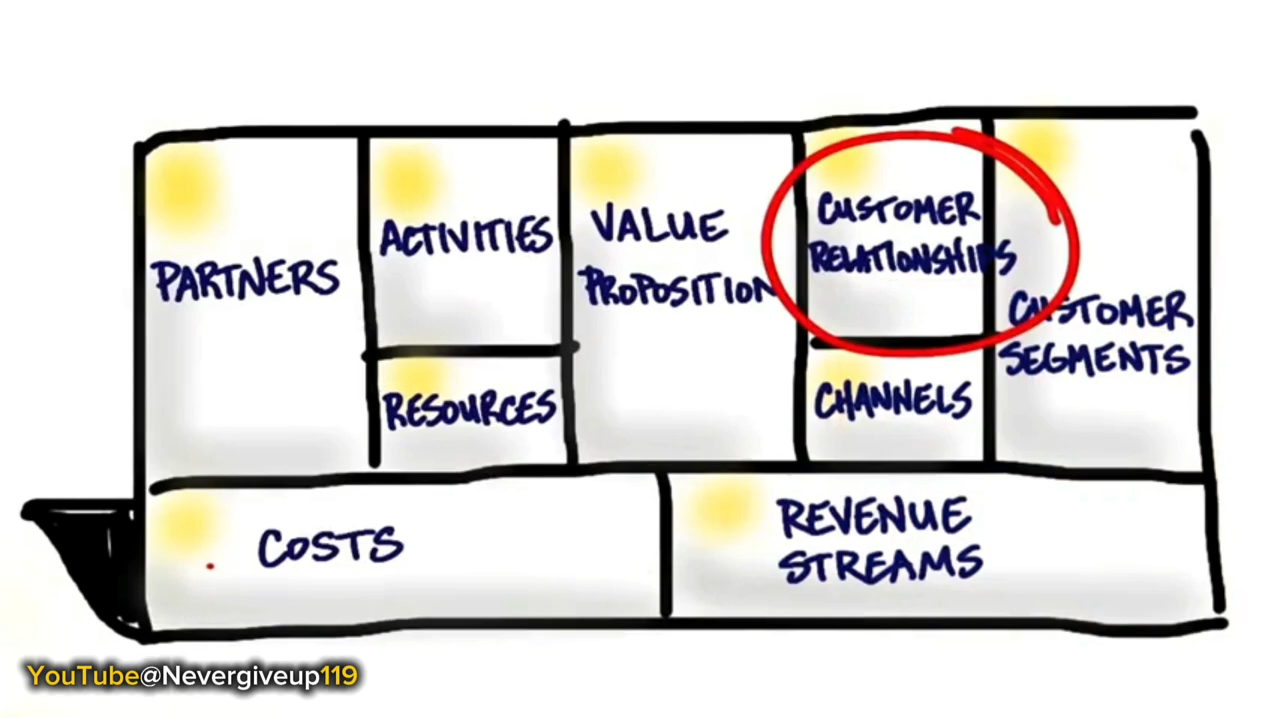 PARTNERS
ACTIVITIES
RESOURCES
VALUE
PROPOSITION
CUSTOMER
RELATIONSHIPS
CHANNELS
CUSTOMER
SEGMENTS
COSTS
REVENUE
STREAMS
YouTube@Nevergiveup119